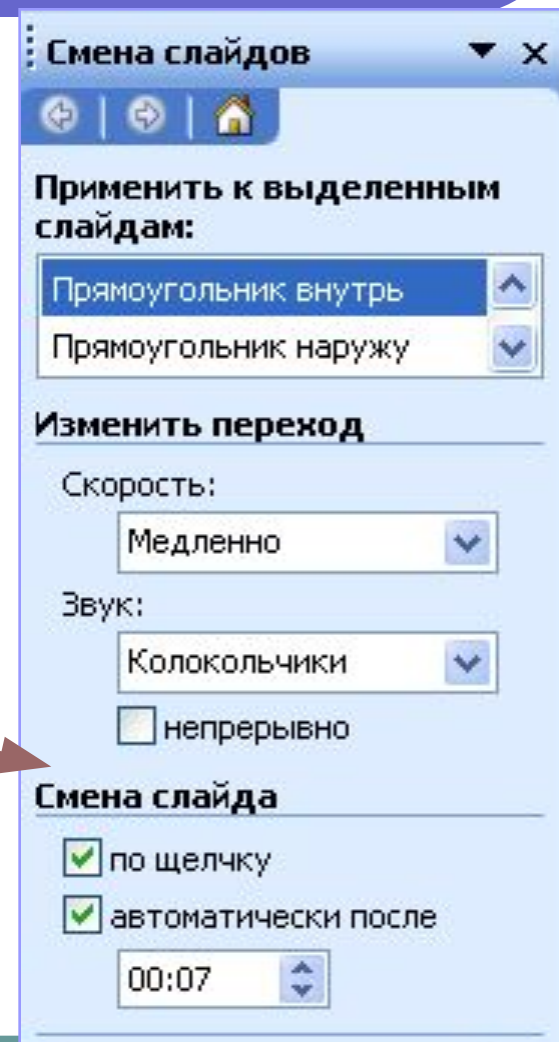 Смена слайдов
Применить к выделенным
слайдам:
Прямоугольник внутрь
Прямоугольник наружу
Изменить переход
Скорость:
Медленно
Звук:
Колокольчики
непрерывно
Смена слайда
по щелчку
автоматически после
00:07